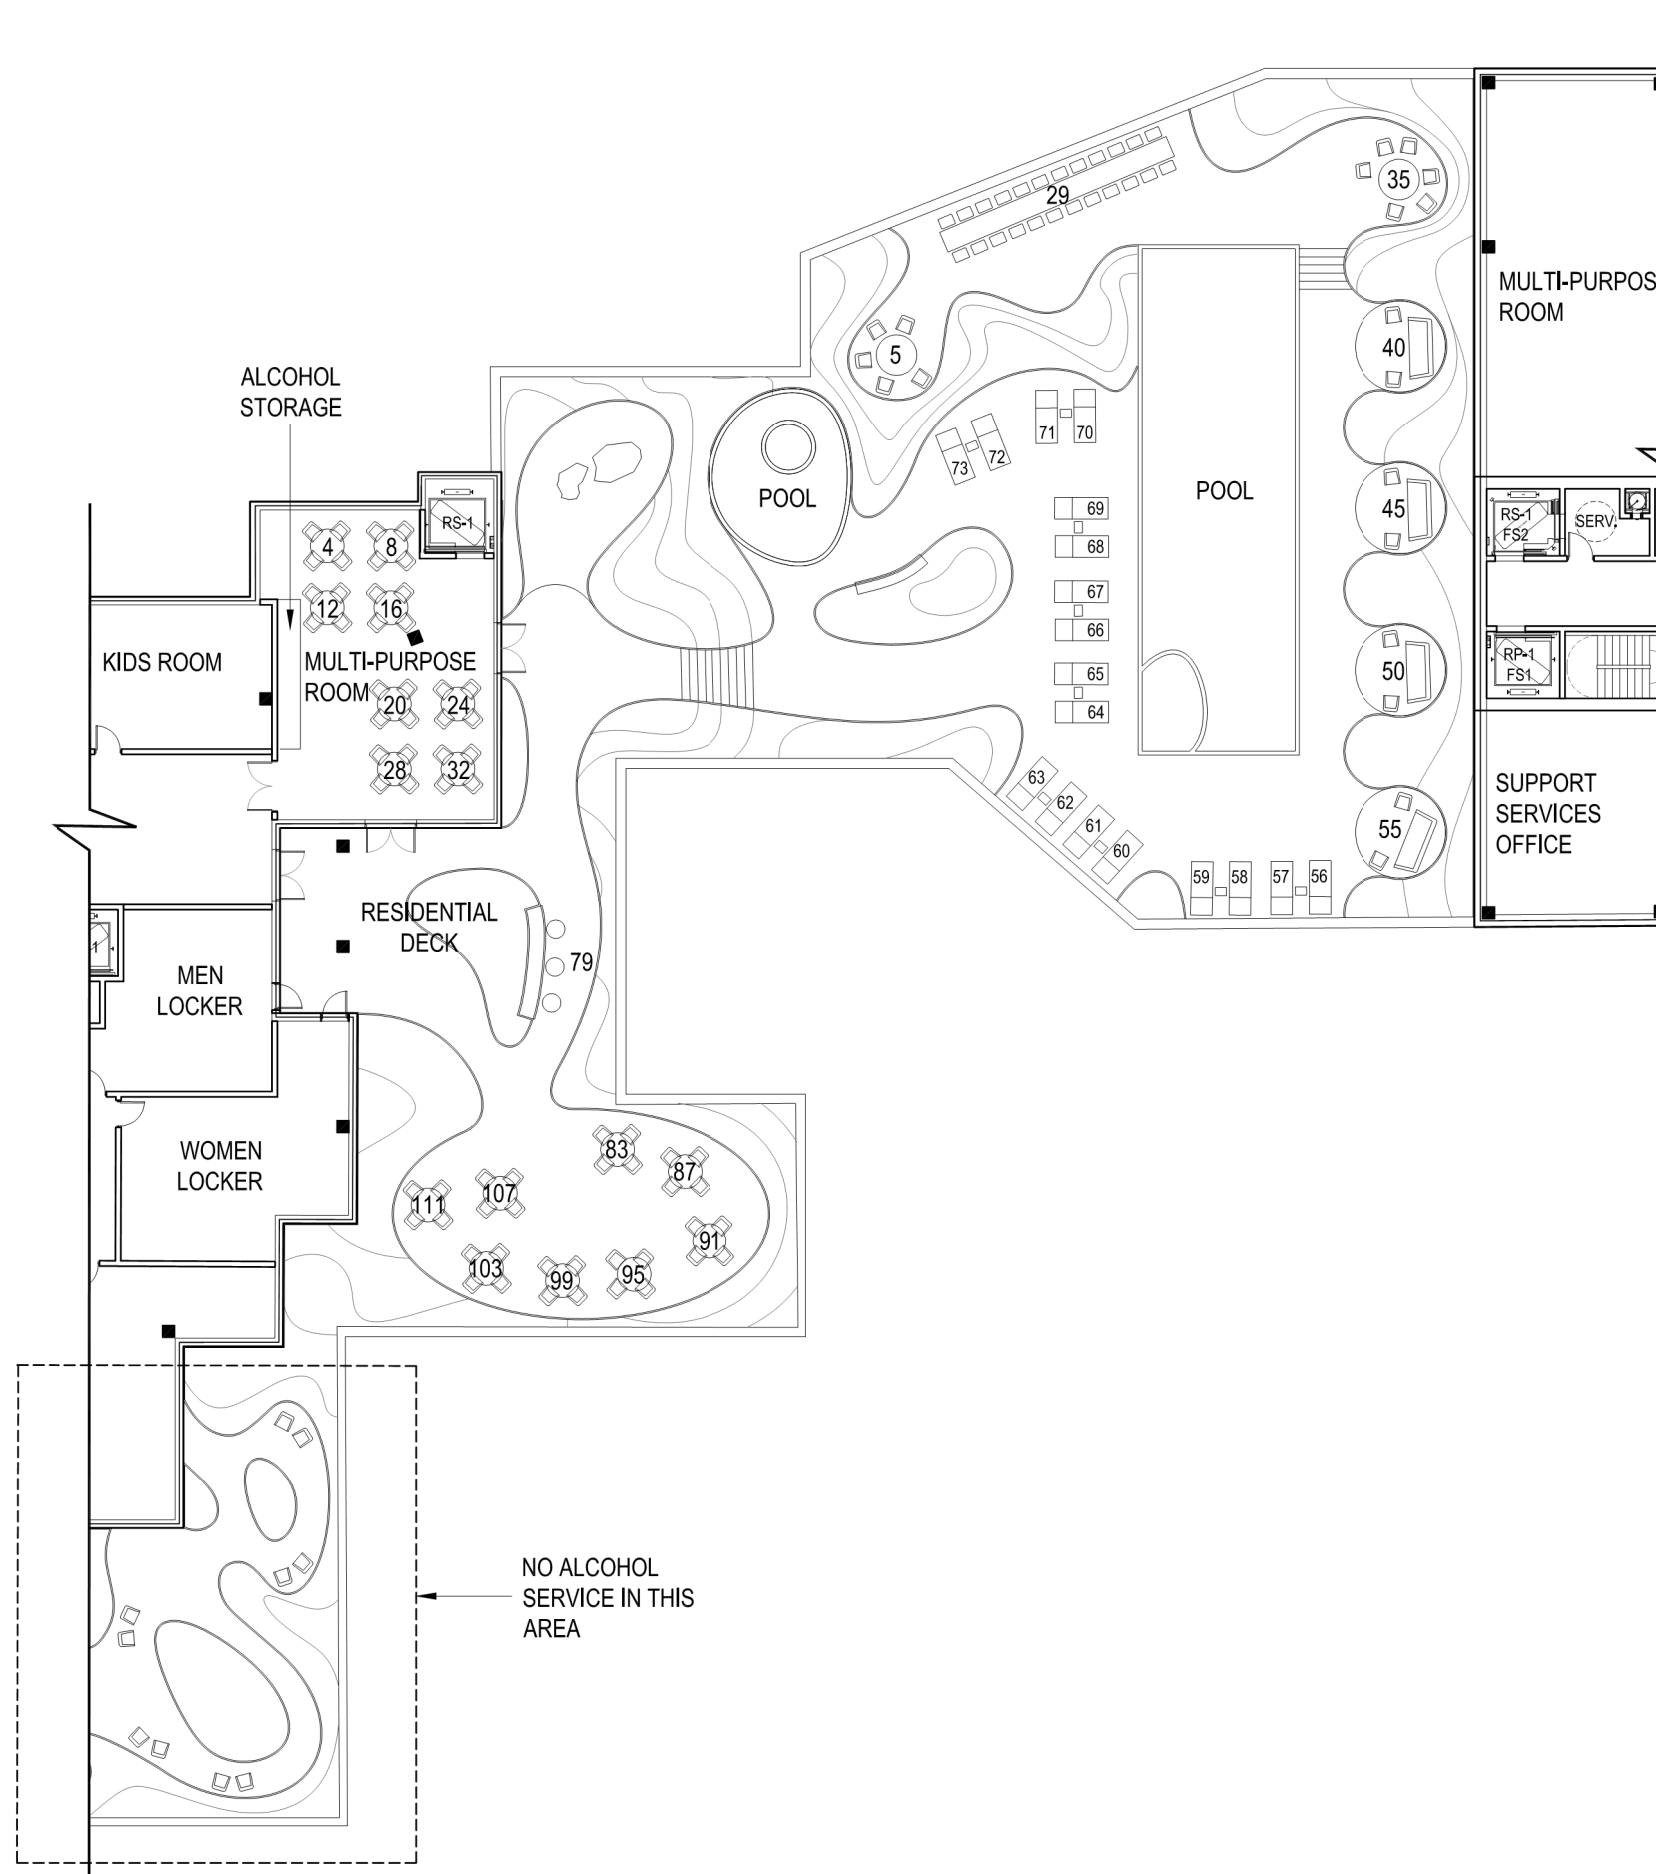 29
35
5
MULTI-PURPOS
ROOM
40
ALCOHOL
STORAGE
71
70
73
72
POOL
POOL
45
RS-1
RS-1
FS2
SERV.
69
68
4
8
12
16
67
66
KIDS ROOM
MULTI-PURPOSE
ROOM
20
24
65
64
50
RP-1
FS1
28
32
63
62
61
60
55
SUPPORT
SERVICES
OFFICE
59
58
57
56
RESIDENTIAL
DECK
79
1
MEN
LOCKER
WOMEN
LOCKER
83
87
107
111
91
103
99
95
NO ALCOHOL
SERVICE IN THIS
AREA